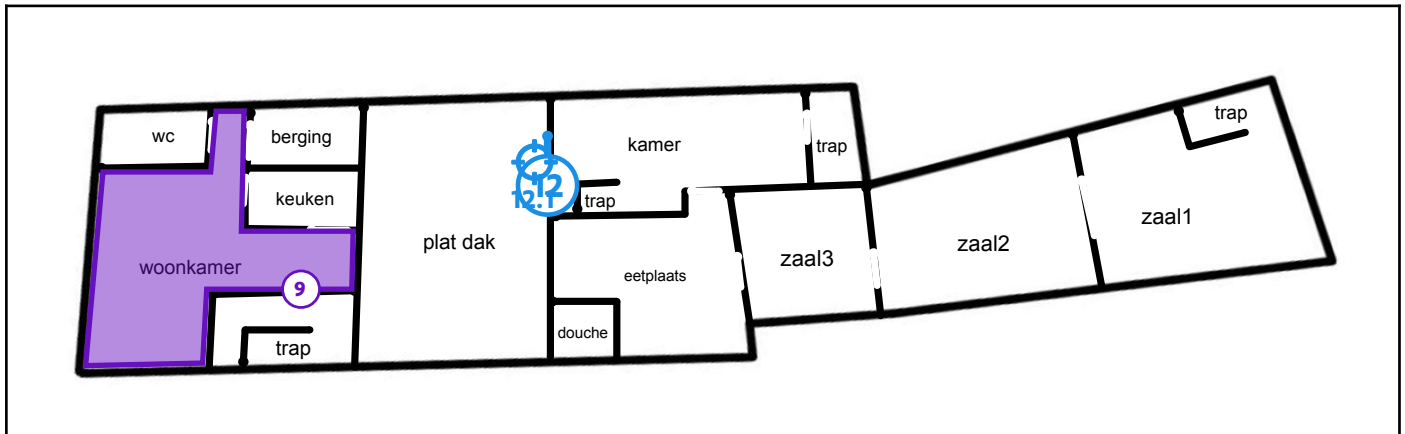 wc
berging
kamer
trap
trap
keuken
12
12.1
trap
zaal1
plat dak
zaal2
woonkamer
zaal3
eetplaats
9
douche
trap